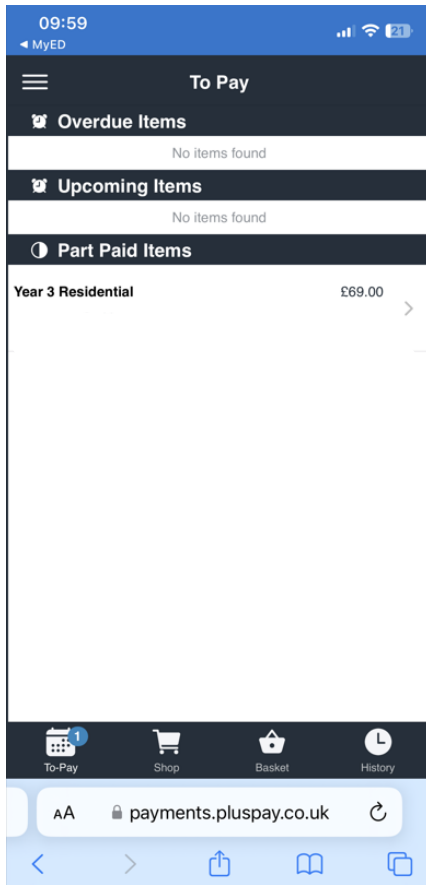 09:59
◀ MyED
21
To Pay
Overdue Items
No items found
Upcoming Items
No items found
Part Paid Items
Year 3 Residential £69.00
1
To-Pay Shop Basket History
AA payments.pluspay.co.uk